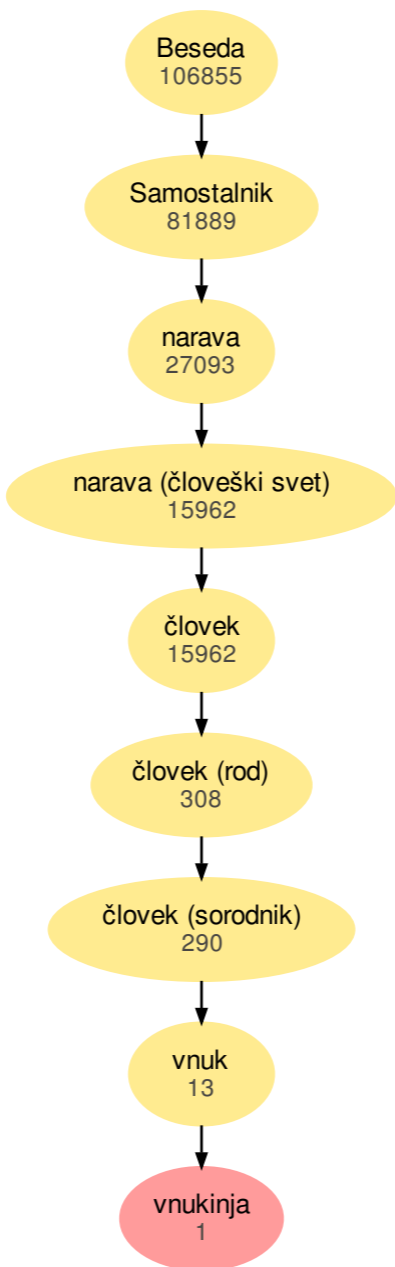 Beseda
106855
Samostalnik
81889
narava
27093
narava (človeški svet)
15962
človek
15962
človek (rod)
308
človek (sorodnik)
290
vnuk
13
vnukinja
1